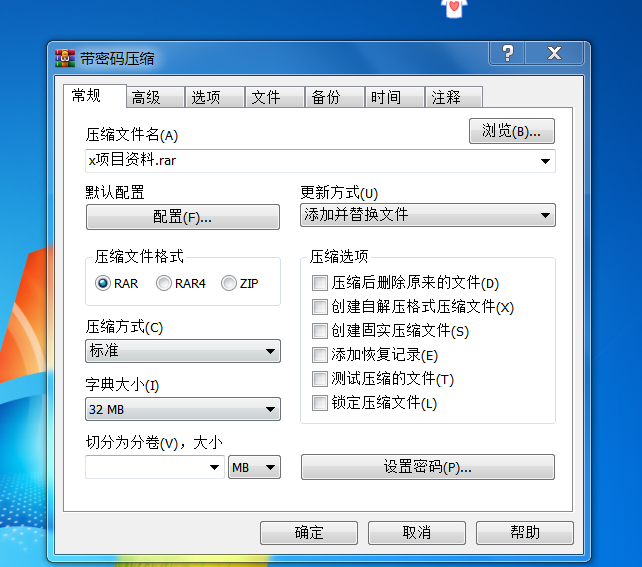 带密码压缩
常规 高级 选项 文件 备份 时间 注释
压缩文件名(A)
浏览(B)...
x项目资料.rar
默认配置
配置(F)...
更新方式(U)
添加并替换文件
压缩文件格式
RAR RAR4 ZIP
压缩方式(C)
标准
字典大小(I)
32 MB
切分为分卷(V)，大小
MB
压缩选项
压缩后删除原来的文件(D)
创建自解压格式压缩文件(X)
创建固实压缩文件(S)
添加恢复记录(E)
测试压缩的文件(T)
锁定压缩文件(L)
设置密码(P)...
确定 取消 帮助